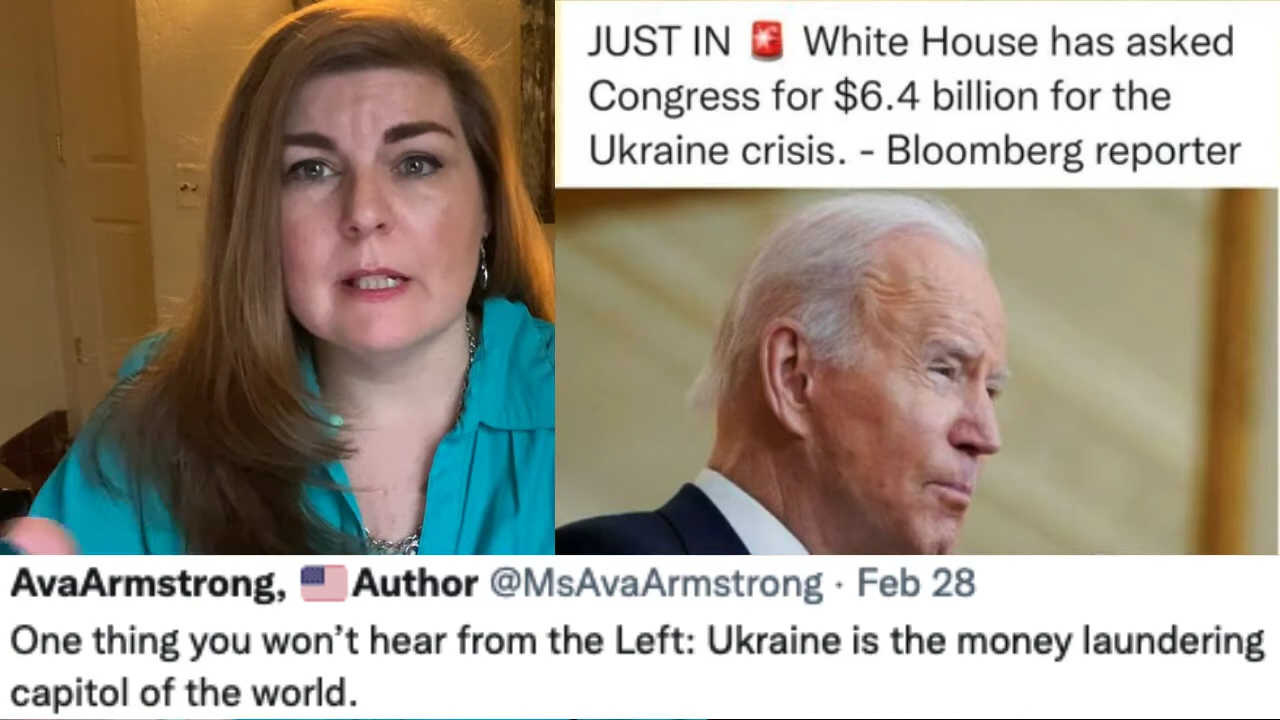 JUST IN 🚨 White House has asked
Congress for $6.4 billion for the
Ukraine crisis. - Bloomberg reporter
AvaArmstrong, 🇺🇸Author @MsAvaArmstrong · Feb 28
One thing you won’t hear from the Left: Ukraine is the money laundering
capitol of the world.